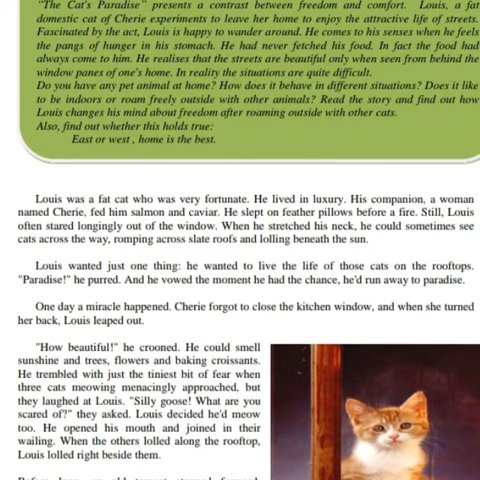 "The Cat's Paradise" presents a contrast between freedom and comfort. Louis, a fat
domestic cat of Cherie experiments to leave her home to enjoy the attractive life of streets.
Fascinated by the act, Louis is happy to wander around. He comes to his senses when he feels
the pangs of hunger in his stomach. He had never fetched his food. In fact the food had
always come to him. He realises that the streets are beautiful only when seen from behind the
window panes of one's home. In reality the situations are quite difficult.
Do you have any pet animal at home? How does it behave in different situations? Does it like
to be indoors or roam freely outside with other animals? Read the story and find out how
Louis changes his mind about freedom after roaming outside with other cats.
Also, find out whether this holds true:
East or west , home is the best.
Louis was a fat cat who was very fortunate. He lived in luxury. His companion, a woman
named Cherie, fed him salmon and caviar. He slept on feather pillows before a fire. Still, Louis
often stared longingly out of the window. When he stretched his neck, he could sometimes see
cats across the way, romping across slate roofs and lolling beneath the sun.
Louis wanted just one thing: he wanted to live the life of those cats on the rooftops.
"Paradise!" he purred. And he vowed the moment he had the chance, he'd run away to paradise.
One day a miracle happened. Cherie forgot to close the kitchen window, and when she turned
her back, Louis leaped out.
"How beautiful!" he crooned. He could smell
sunshine and trees, flowers and baking croissants.
He trembled with just the tiniest bit of fear when
three cats meowing menacingly approached, but
they laughed at Louis. "Silly goose! What are you
scared of?" they asked. Louis decided he'd meow
too. He opened his mouth and joined in their
wailing. When the others lolled along the rooftop,
Louis lolled right beside them.